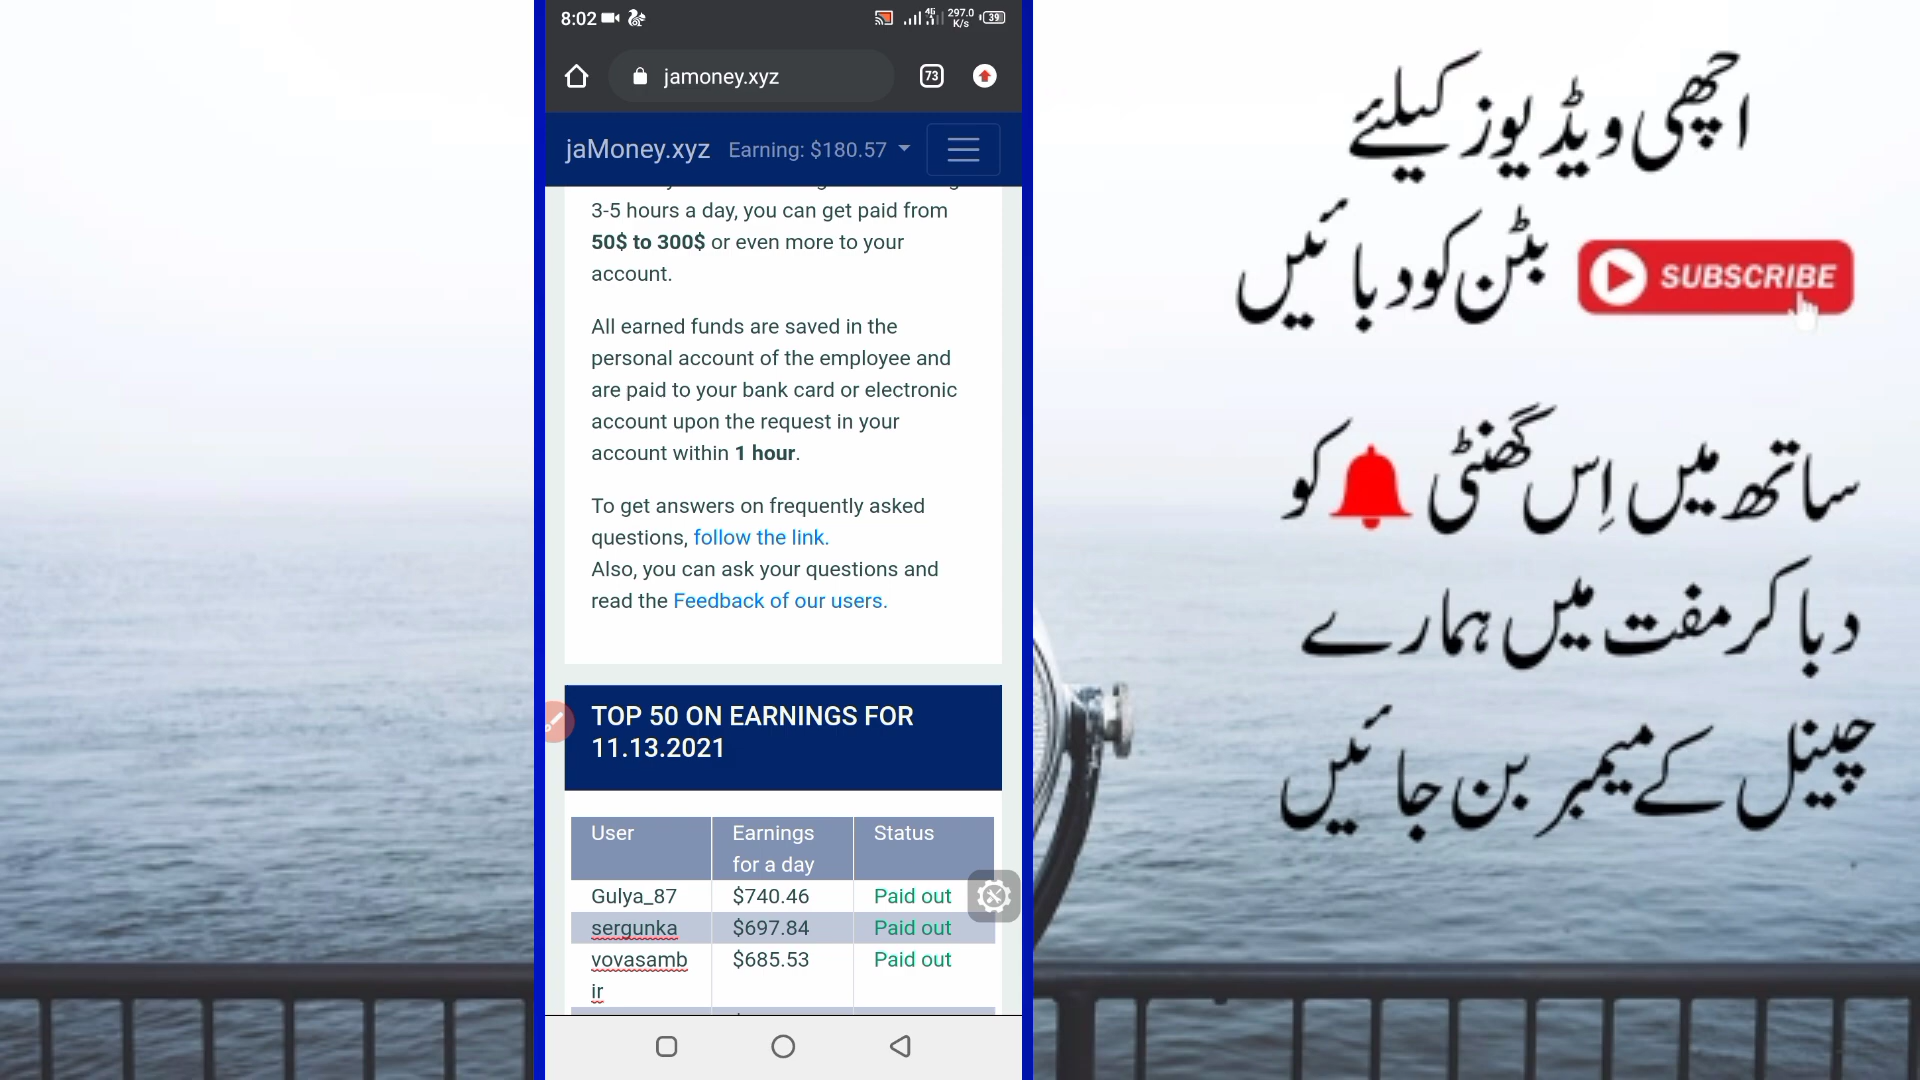 8:02
4G
297.0
K/s
39
jamoney.xyz
73
jaMoney.xyz Earning: $180.57
3-5 hours a day, you can get paid from
50$ to 300$ or even more to your
account.
All earned funds are saved in the
personal account of the employee and
are paid to your bank card or electronic
account upon the request in your
account within 1 hour.
To get answers on frequently asked
questions, follow the link.
Also, you can ask your questions and
read the Feedback of our users.
TOP 50 ON EARNINGS FOR
11.13.2021
User Earnings for a day Status
Gulya_87 $740.46 Paid out
sergunka $697.84 Paid out
vovasamb $685.53 Paid out
ir
اچھی ویڈیوز کیلئے
بٹن کو دبائیں SUBSCRIBE
ساتھ میں اِس گھنٹی کو
دبا کر مفت میں ہمارے
چینل کے میمبر بن جائیں